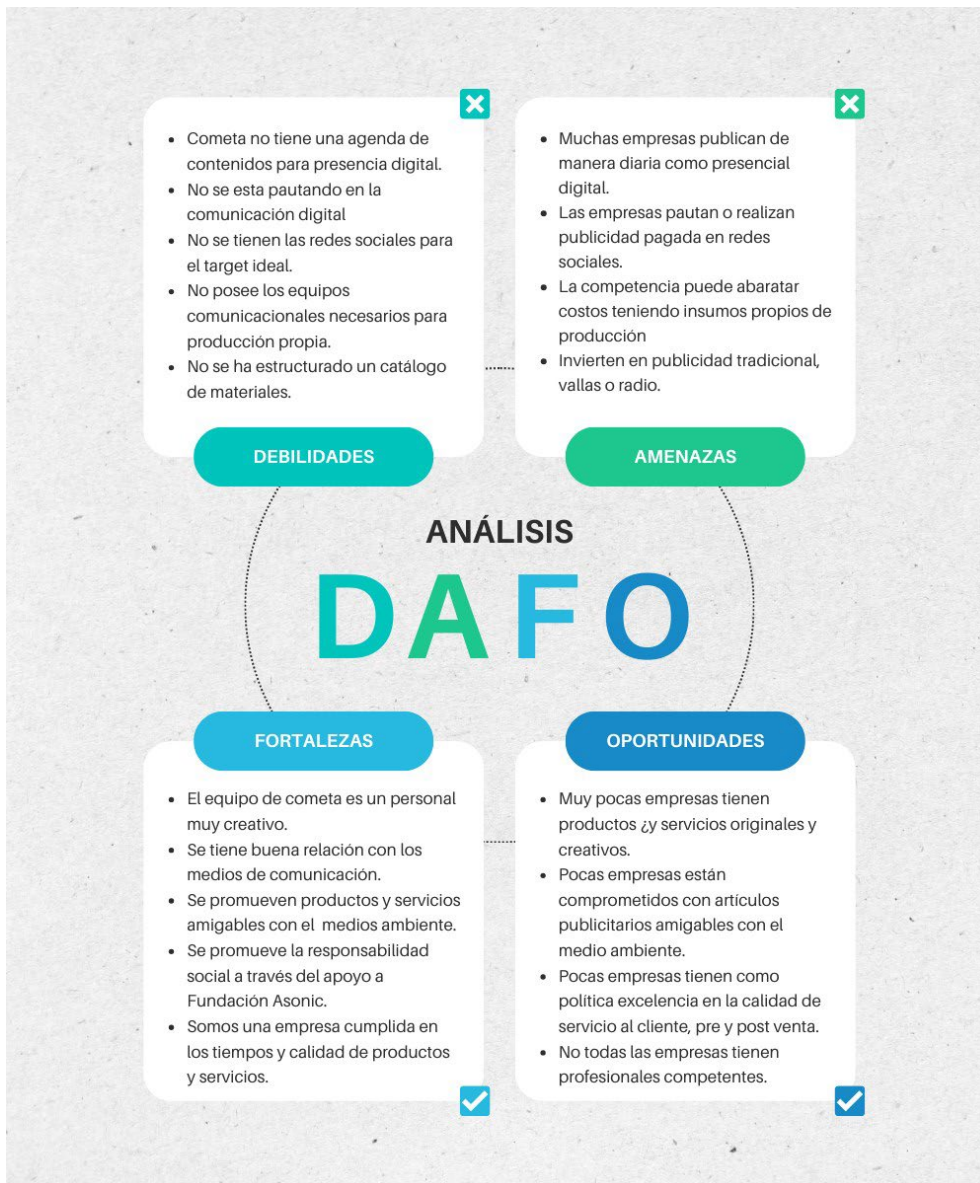 • Cometa no tiene una agenda de
contenidos para presencia digital.
• No se esta pautando en la
comunicación digital
• No se tienen las redes sociales para
el target ideal.
• No posee los equipos
comunicacionales necesarios para
producción propia.
• No se ha estructurado un catálogo
de materiales.
DEBILIDADES
• Muchas empresas publican de
manera diaria como presencial
digital.
• Las empresas pautan o realizan
publicidad pagada en redes
sociales.
• La competencia puede abaratar
costos teniendo insumos propios de
producción
• Invierten en publicidad tradicional,
vallas o radio.
AMENAZAS
ANÁLISIS
DAFO
FORTALEZAS
• El equipo de cometa es un personal
muy creativo.
• Se tiene buena relación con los
medios de comunicación.
• Se promueven productos y servicios
amigables con el medios ambiente.
• Se promueve la responsabilidad
social a través del apoyo a
Fundación Asonic.
• Somos una empresa cumplida en
los tiempos y calidad de productos
y servicios.
OPORTUNIDADES
• Muy pocas empresas tienen
productos ¿y servicios originales y
creativos.
• Pocas empresas están
comprometidos con artículos
publicitarios amigables con el
medio ambiente.
• Pocas empresas tienen como
política excelencia en la calidad de
servicio al cliente, pre y post venta.
• No todas las empresas tienen
profesionales competentes.